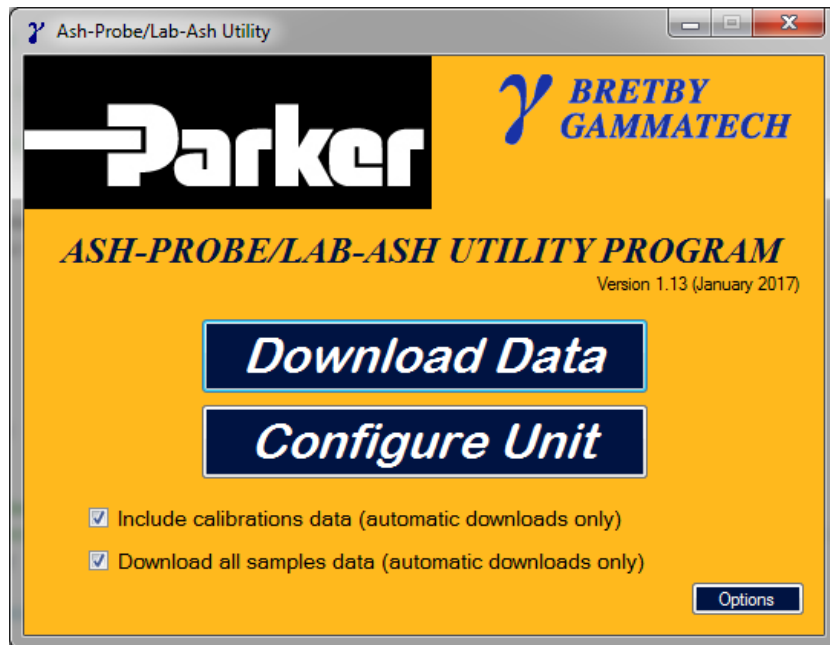 γ Ash-Probe/Lab-Ash Utility
Parker
γ BRETBY
GAMMATECH
ASH-PROBE/LAB-ASH UTILITY PROGRAM
Version 1.13 (January 2017)
Download Data
Configure Unit
Include calibrations data (automatic downloads only)
Download all samples data (automatic downloads only)
Options